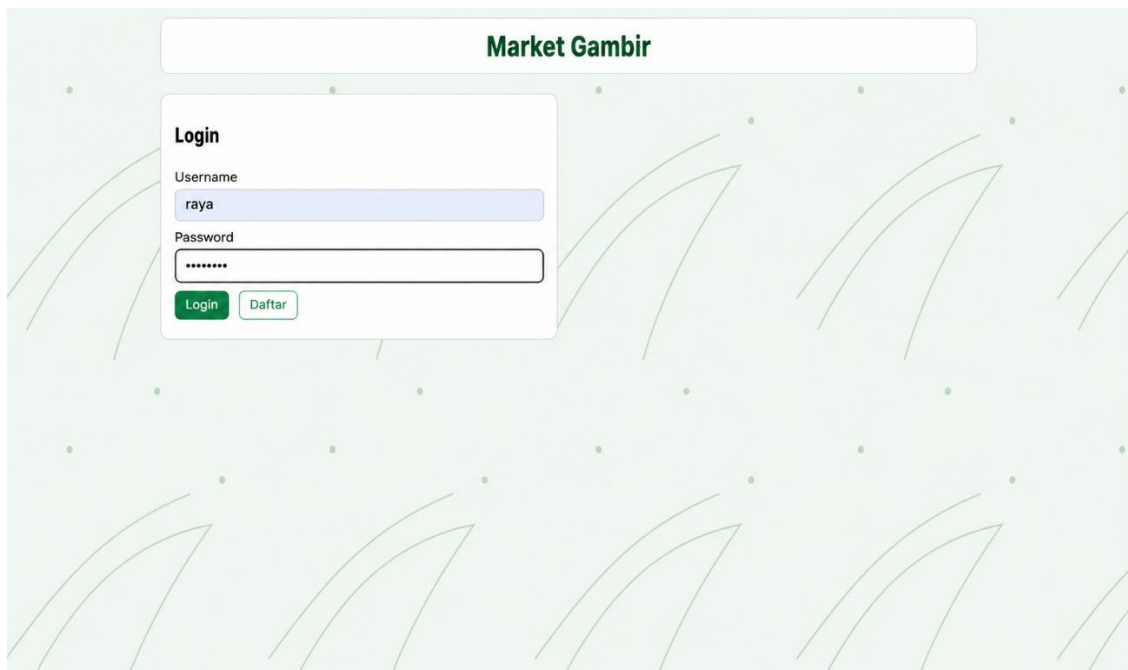 Market Gambir
Login
Username
raya
Password
••••••••
Login Daftar